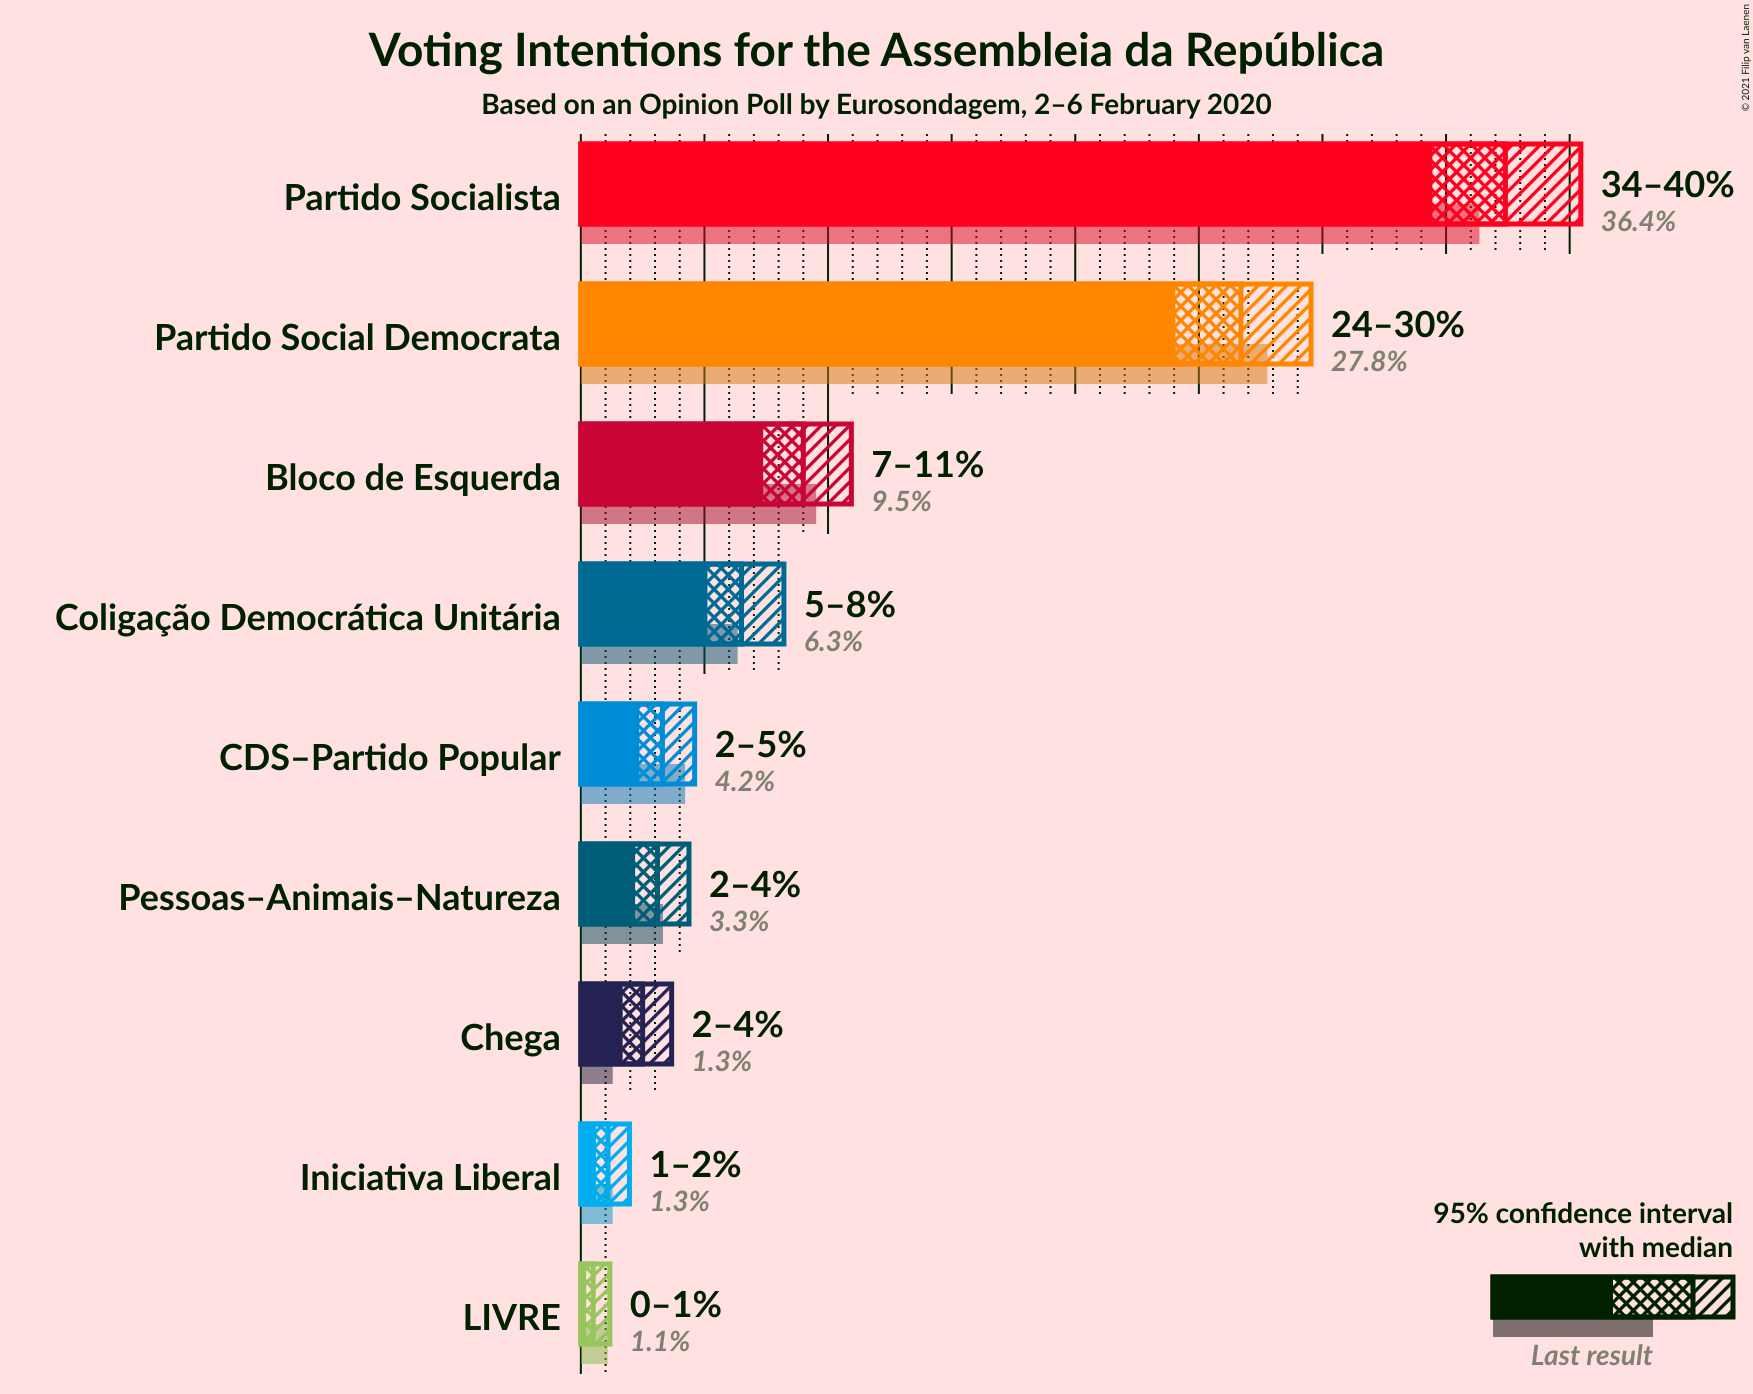 Voting Intentions for the Assembleia da República
Based on an Opinion Poll by Eurosondagem, 2–6 February 2020
© 2021 Filip van Laenen
Partido Socialista
34–40%
36.4%
Partido Social Democrata
24–30%
27.8%
Bloco de Esquerda
7–11%
9.5%
Coligação Democrática Unitária
5–8%
6.3%
CDS–Partido Popular
2–5%
4.2%
Pessoas–Animais–Natureza
2–4%
3.3%
Chega
2–4%
1.3%
Iniciativa Liberal
1–2%
1.3%
LIVRE
0–1%
1.1%
95% confidence interval
with median
Last result